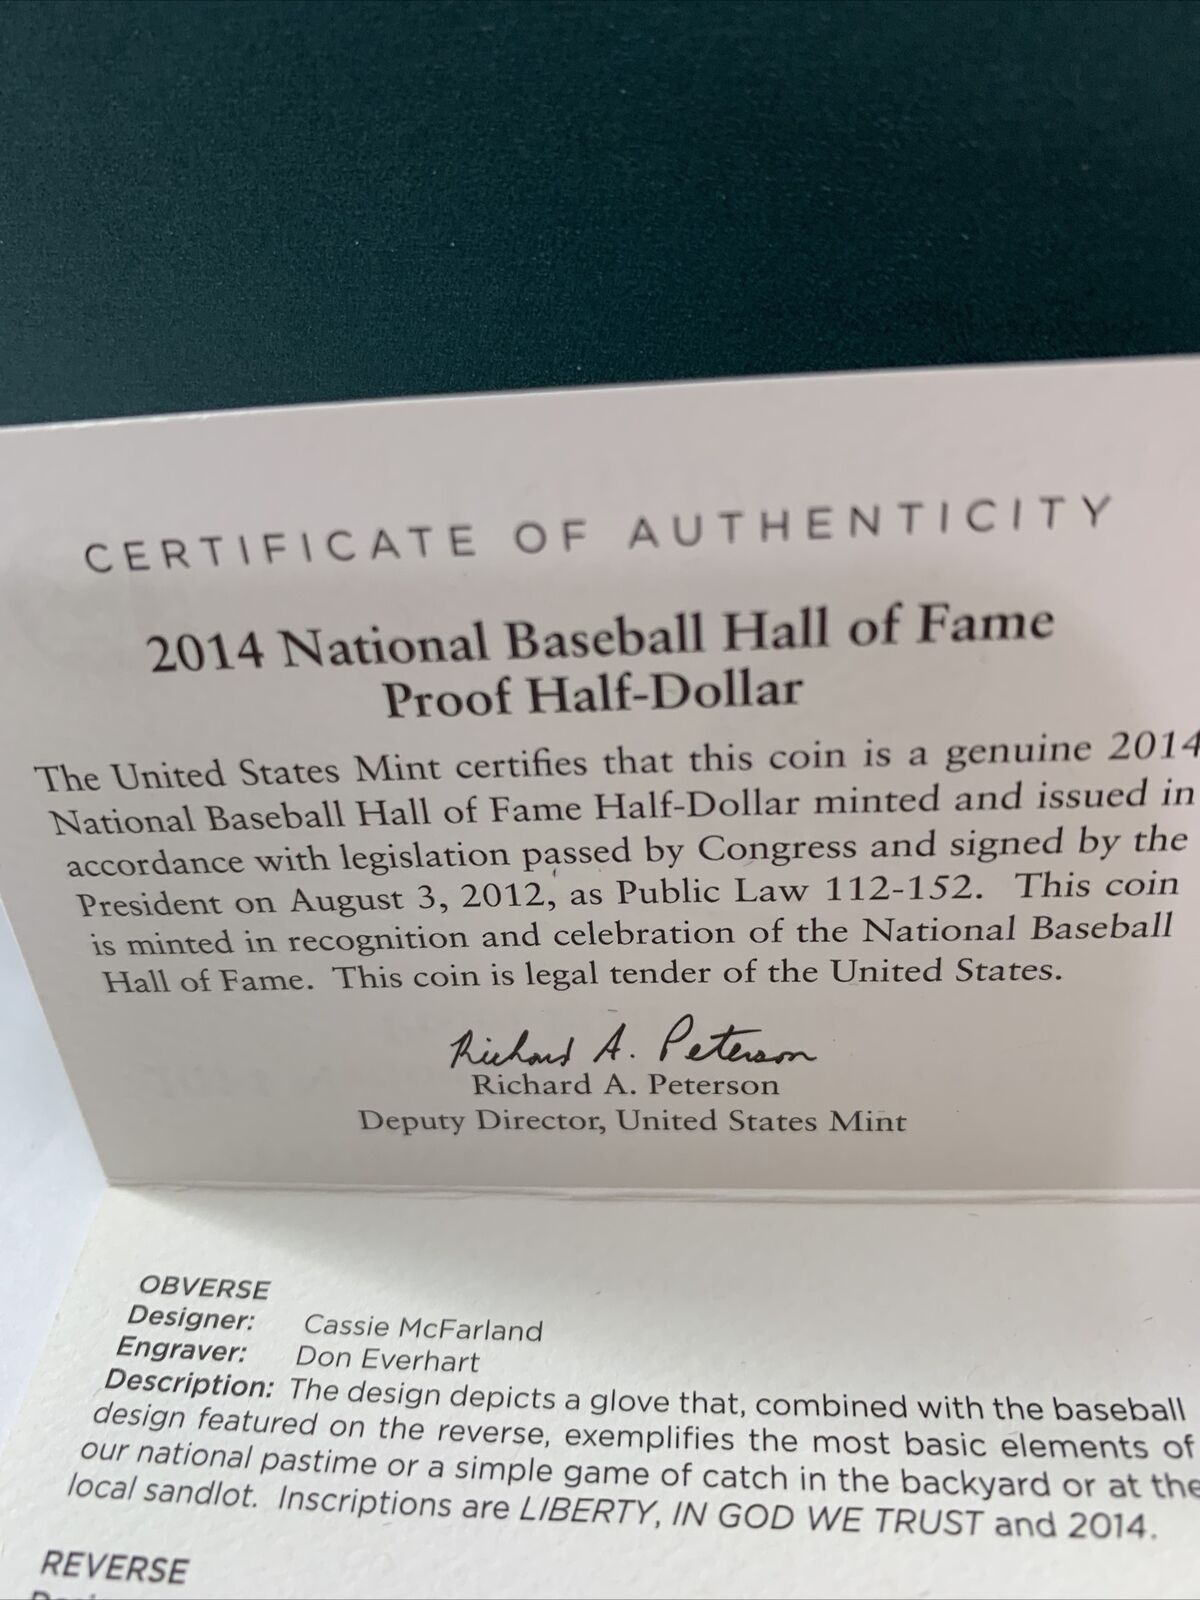 CERTIFICATE OF AUTHENTICITY
2014 National Baseball Hall of Fame
Proof Half-Dollar
The United States Mint certifies that this coin is a genuine 2014
National Baseball Hall of Fame Half-Dollar minted and issued in
accordance with legislation passed by Congress and signed by the
President on August 3, 2012, as Public Law 112-152. This coin
is minted in recognition and celebration of the National Baseball
Hall of Fame. This coin is legal tender of the United States.
Richard A. Peterson
Richard A. Peterson
Deputy Director, United States Mint
OBVERSE
Designer: Cassie McFarland
Engraver: Don Everhart
Description: The design depicts a glove that, combined with the baseball
design featured on the reverse, exemplifies the most basic elements of
our national pastime or a simple game of catch in the backyard or at the
local sandlot. Inscriptions are LIBERTY, IN GOD WE TRUST and 2014.
REVERSE